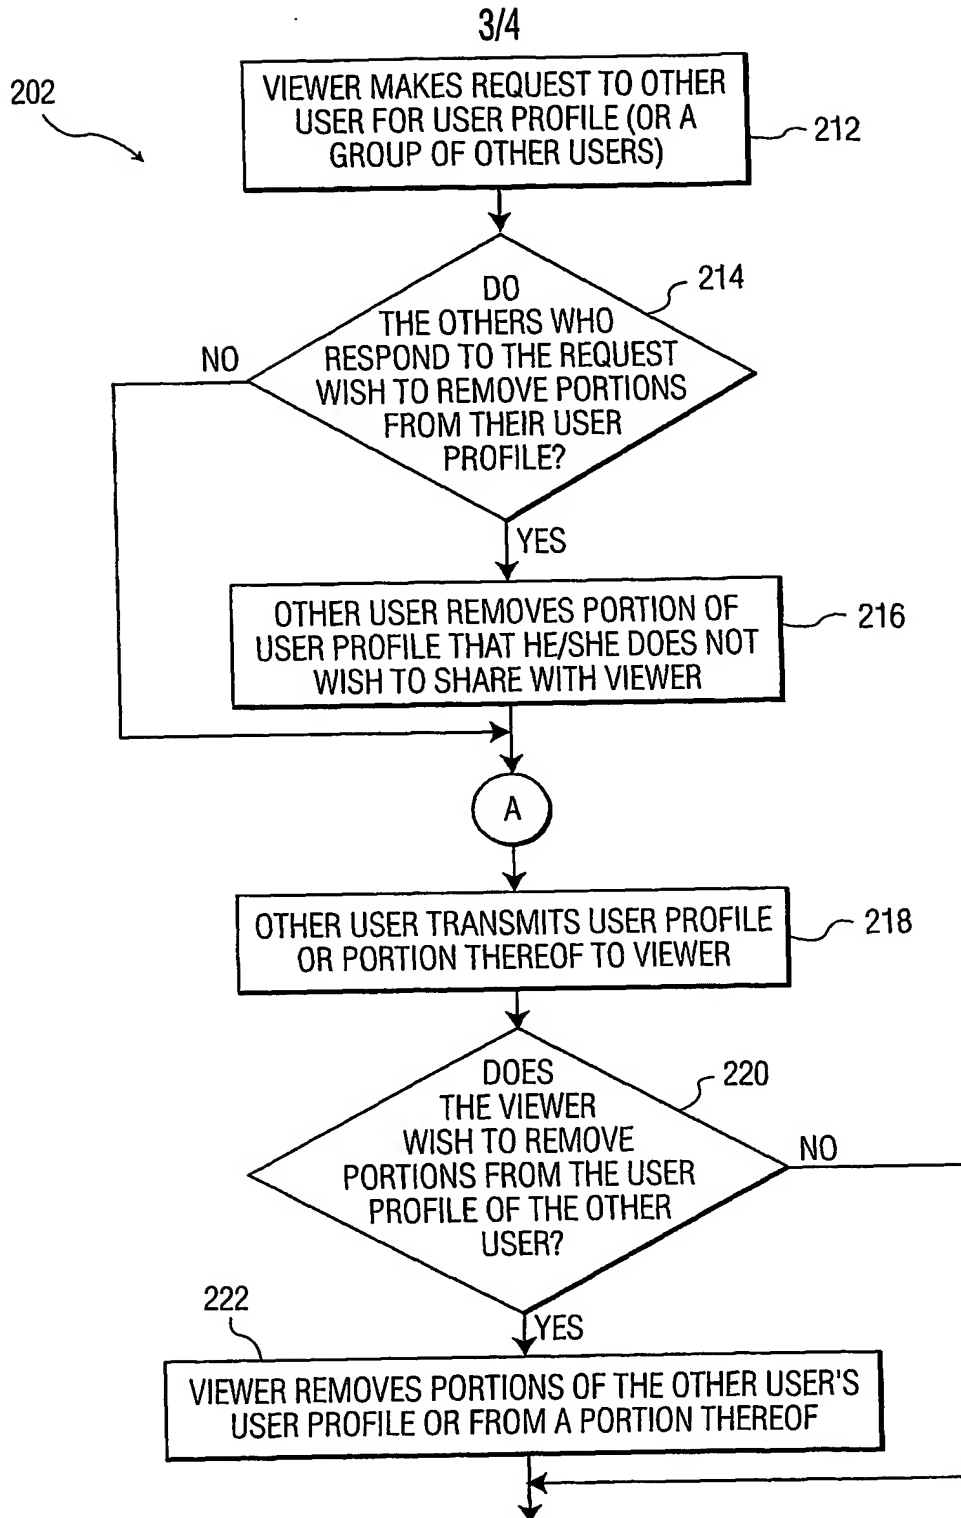 3/4
202
VIEWER MAKES REQUEST TO OTHER
USER FOR USER PROFILE (OR A
GROUP OF OTHER USERS)
212
DO
THE OTHERS WHO
RESPOND TO THE REQUEST
WISH TO REMOVE PORTIONS
FROM THEIR USER
PROFILE?
214
NO
YES
OTHER USER REMOVES PORTION OF
USER PROFILE THAT HE/SHE DOES NOT
WISH TO SHARE WITH VIEWER
216
A
OTHER USER TRANSMITS USER PROFILE
OR PORTION THEREOF TO VIEWER
218
DOES
THE VIEWER
WISH TO REMOVE
PORTIONS FROM THE USER
PROFILE OF THE OTHER
USER?
220
NO
YES
222
VIEWER REMOVES PORTIONS OF THE OTHER USER'S
USER PROFILE OR FROM A PORTION THEREOF